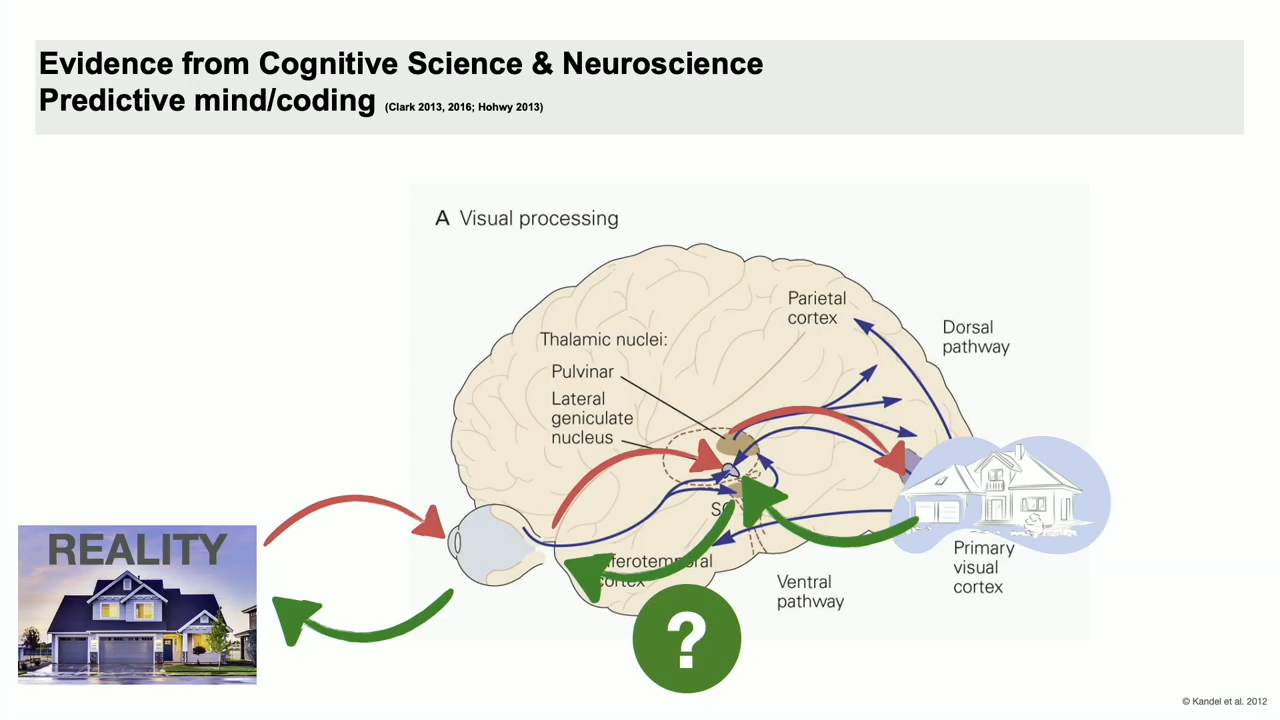 Evidence from Cognitive Science & Neuroscience
Predictive mind/coding (Clark 2013, 2016; Hohwy 2013)
A Visual processing
Parietal
cortex
Dorsal
pathway
Thalamic nuclei:
Pulvinar
Lateral
geniculate
nucleus
REALITY
Primary
visual
cortex
cortex
Ventral
pathway
?
© Kandel et al. 2012